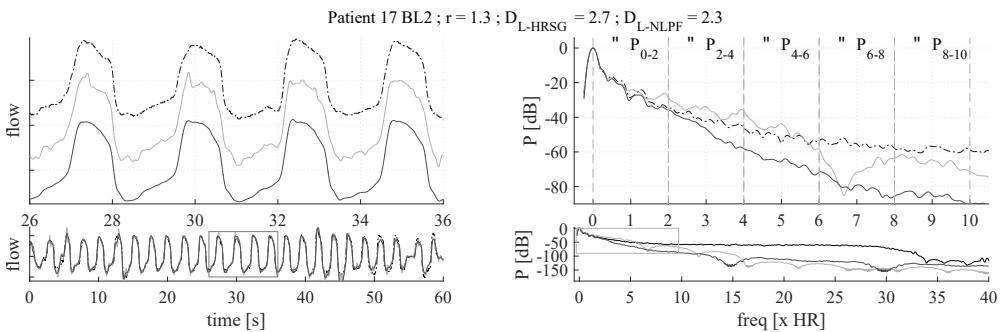 Patient 17 BL2 ; r = 1.3 ; D_L-HRSG = 2.7 ; D_L-NLPF = 2.3
flow
26 28 30 32 34 36
flow
0 10 20 30 40 50 60
time [s]
" P_0-2 " P_2-4 " P_4-6 " P_6-8 " P_8-10
P [dB]
0
-20
-40
-60
-80
0 1 2 3 4 5 6 7 8 9 10
P [dB]
0
-50
-100
-150
0 5 10 15 20 25 30 35 40
freq [x HR]